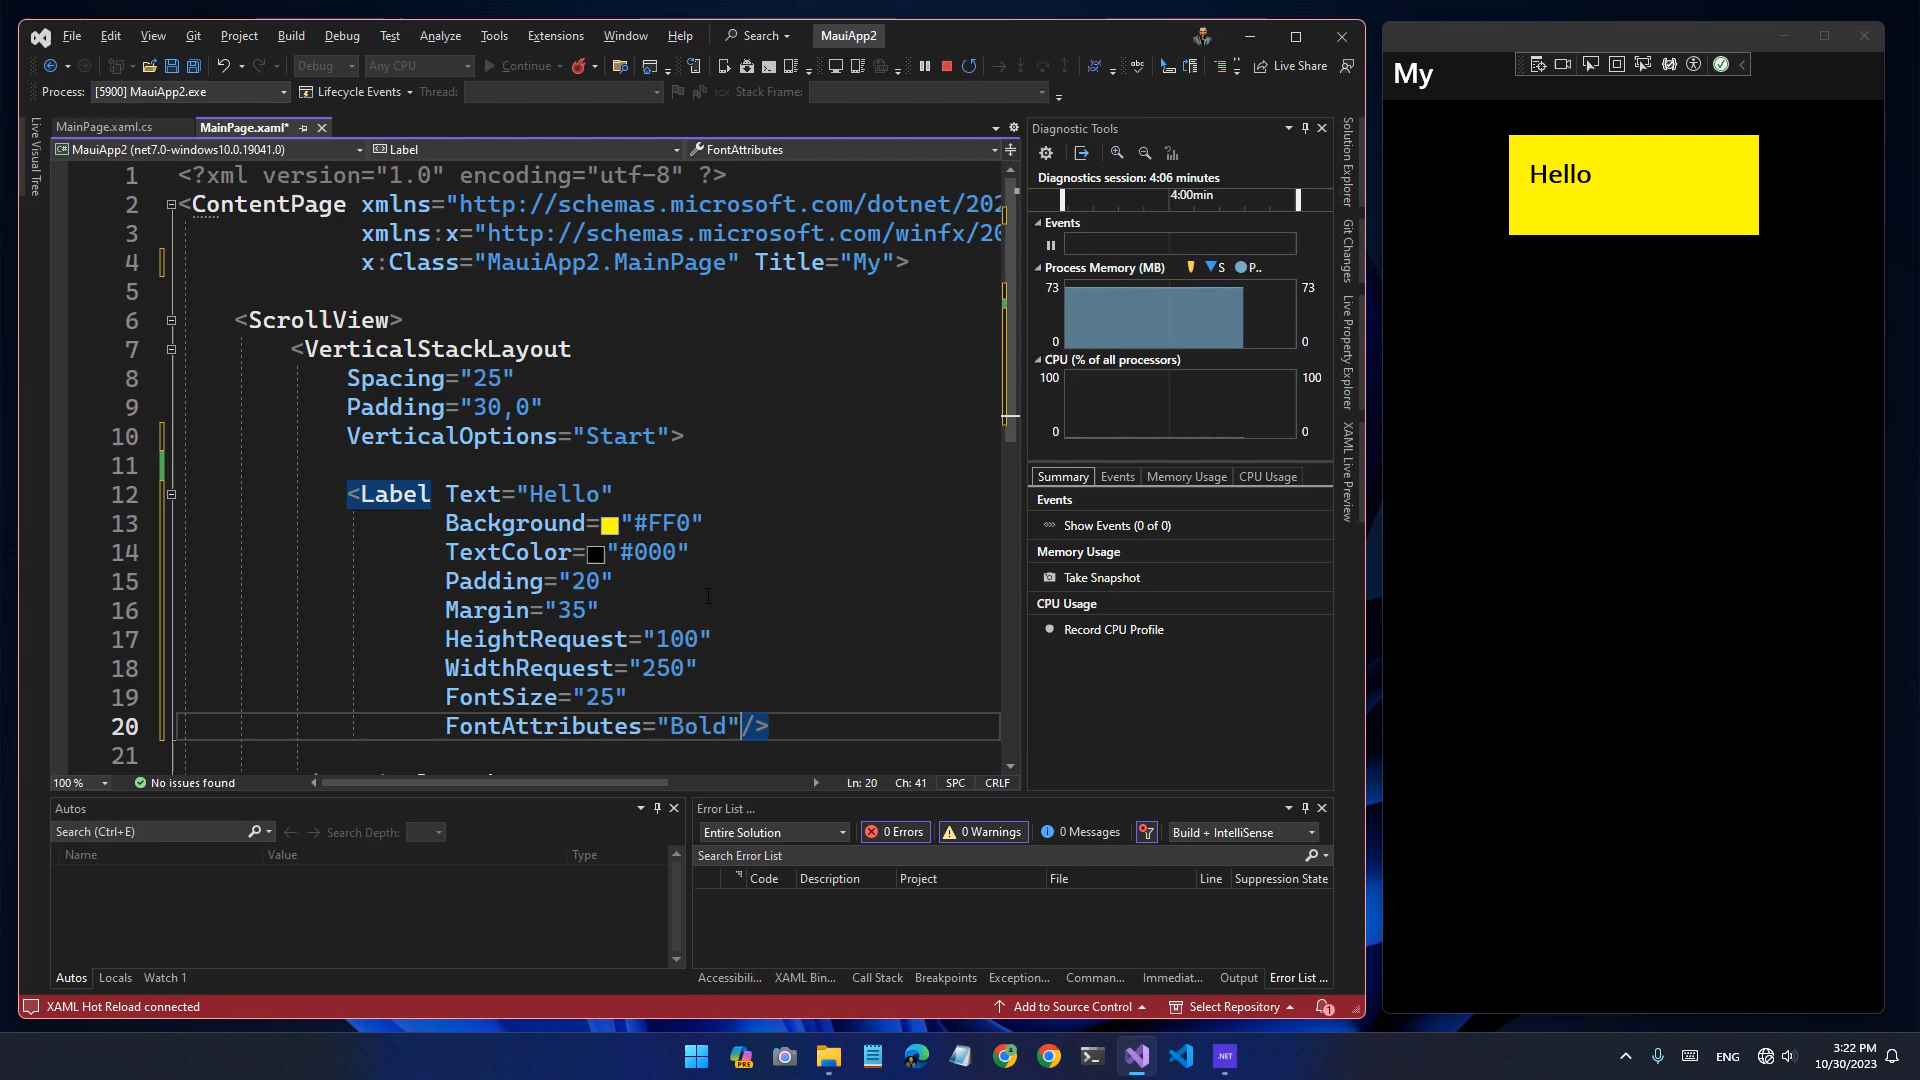 File Edit View Git Project Build Debug Test Analyze Tools Extensions Window Help Search MauiApp2
Debug Any CPU Continue Live Share
Process: [5900] MauiApp2.exe Lifecycle Events Thread: Stack Frame:
Live Visual Tree
MainPage.xaml.cs MainPage.xaml*
MauiApp2 (net7.0-windows10.0.19041.0) Label FontAttributes
1 <?xml version="1.0" encoding="utf-8" ?>
2 <ContentPage xmlns="http://schemas.microsoft.com/dotnet/202
3 xmlns:x="http://schemas.microsoft.com/winfx/20
4 x:Class="MauiApp2.MainPage" Title="My">
5
6 <ScrollView>
7 <VerticalStackLayout
8 Spacing="25"
9 Padding="30,0"
10 VerticalOptions="Start">
11
12 <Label Text="Hello"
13 Background="#FF0"
14 TextColor="#000"
15 Padding="20"
16 Margin="35"
17 HeightRequest="100"
18 WidthRequest="250"
19 FontSize="25"
20 FontAttributes="Bold"/>
21
100 % No issues found Ln: 20 Ch: 41 SPC CRLF
Diagnostic Tools
Diagnostics session: 4:06 minutes
4:00min
Events
Process Memory (MB) S P..
73 73
0 0
CPU (% of all processors)
100 100
0 0
Summary Events Memory Usage CPU Usage
Events
Show Events (0 of 0)
Memory Usage
Take Snapshot
CPU Usage
Record CPU Profile
Solution Explorer
Git Changes
Live Property Explorer
XAML Live Preview
Autos
Search (Ctrl+E) Search Depth:
Name Value Type
Autos Locals Watch 1
Error List ...
Entire Solution 0 Errors 0 Warnings 0 Messages Build + IntelliSense
Search Error List
Code Description Project File Line Suppression State
Accessibili... XAML Bin... Call Stack Breakpoints Exception... Comman... Immediat... Output Error List ...
XAML Hot Reload connected Add to Source Control Select Repository 1
My
Hello
PRE .NET
ENG
3:22 PM
10/30/2023